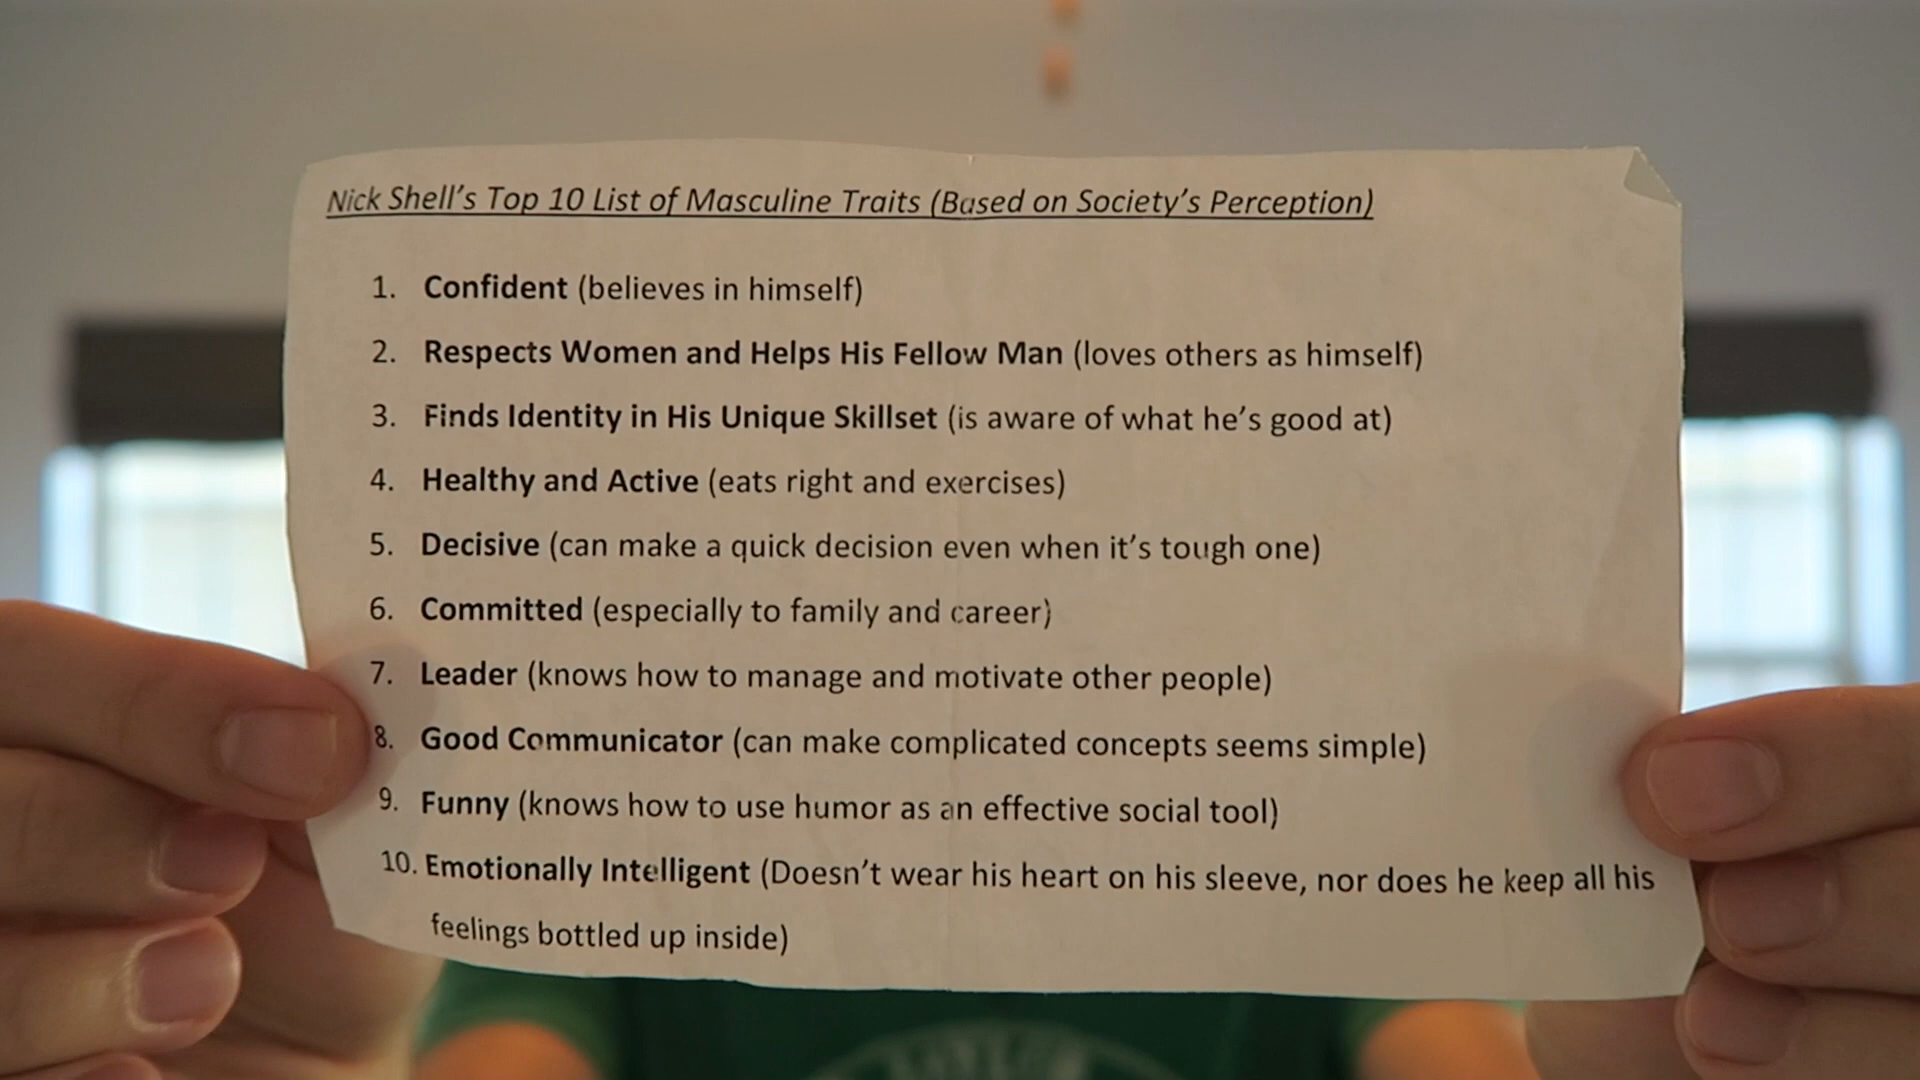 Nick Shell's Top 10 List of Masculine Traits (Based on Society's Perception)
1. Confident (believes in himself)
2. Respects Women and Helps His Fellow Man (loves others as himself)
3. Finds Identity in His Unique Skillset (is aware of what he's good at)
4. Healthy and Active (eats right and exercises)
5. Decisive (can make a quick decision even when it's tough one)
6. Committed (especially to family and career)
7. Leader (knows how to manage and motivate other people)
8. Good Communicator (can make complicated concepts seems simple)
9. Funny (knows how to use humor as an effective social tool)
10. Emotionally Intelligent (Doesn't wear his heart on his sleeve, nor does he keep all his
feelings bottled up inside)